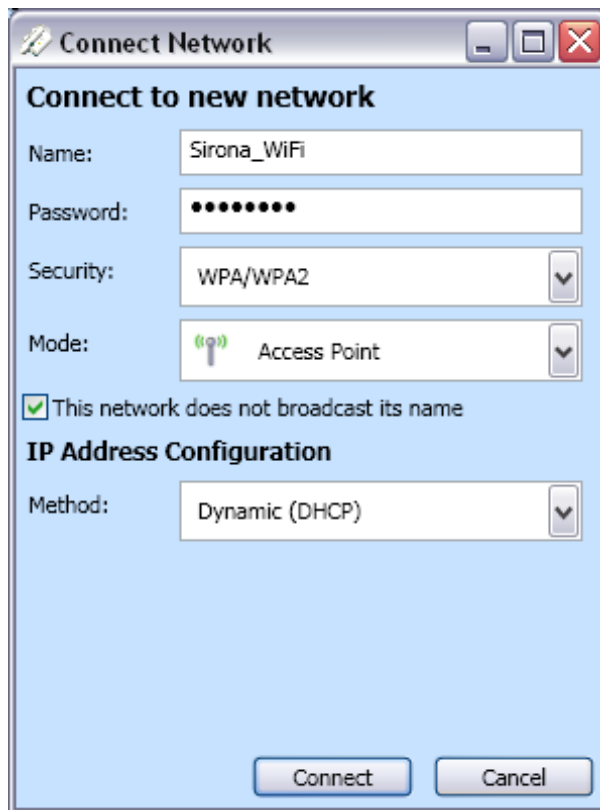 Connect Network
Connect to new network
Name: Sirona_WiFi
Password: ••••••••
Security: WPA/WPA2
Mode: Access Point
This network does not broadcast its name
IP Address Configuration
Method: Dynamic (DHCP)
Connect Cancel